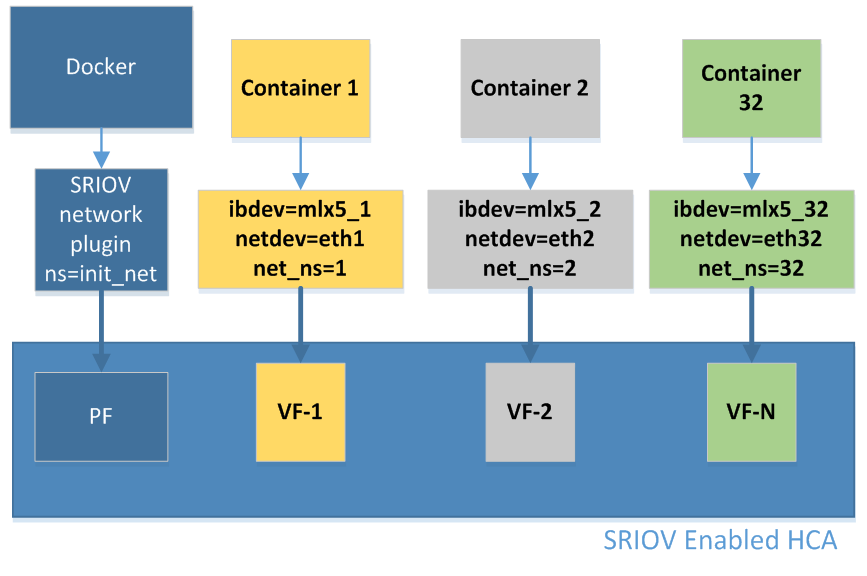 Docker
Container 1
Container 2
Container
32
SRIOV
network
plugin
ns=init_net
ibdev=mlx5_1
netdev=eth1
net_ns=1
ibdev=mlx5_2
netdev=eth2
net_ns=2
ibdev=mlx5_32
netdev=eth32
net_ns=32
PF
VF-1
VF-2
VF-N
SRIOV Enabled HCA